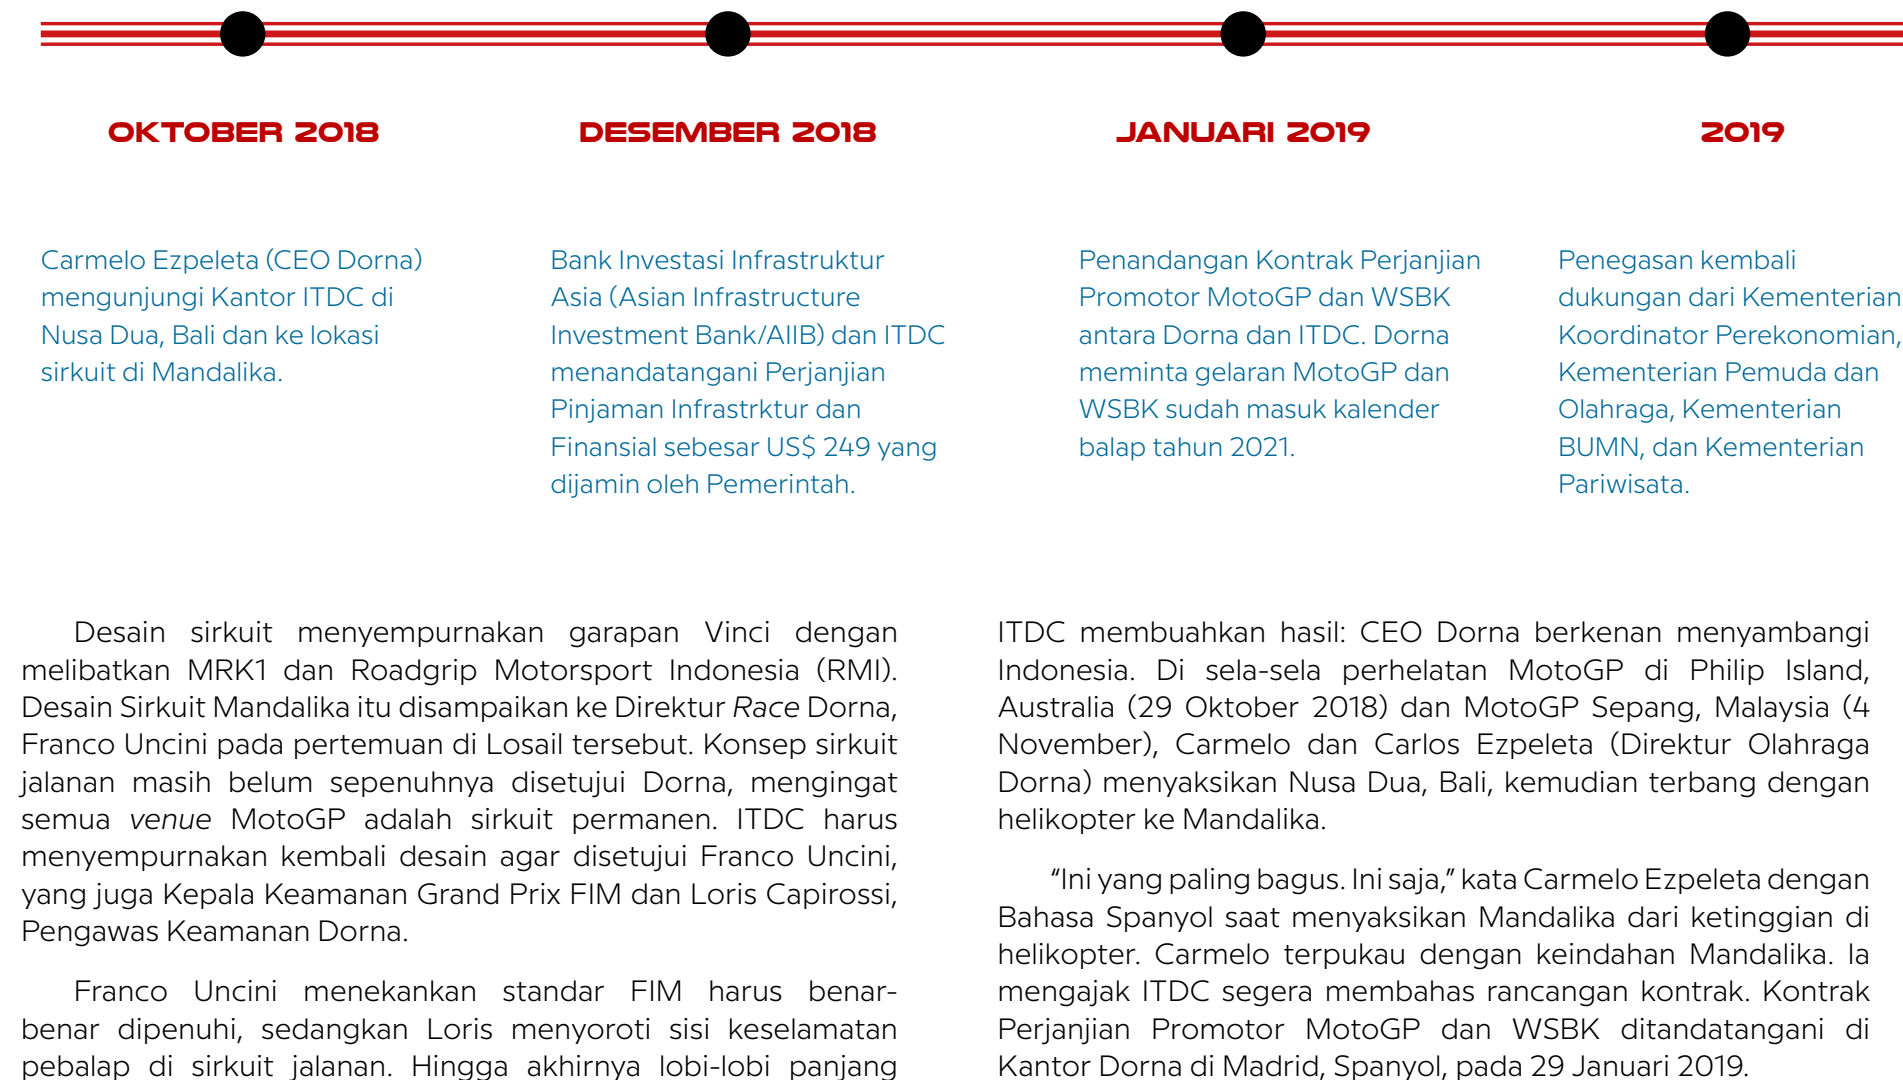 OKTOBER 2018
Carmelo Ezpeleta (CEO Dorna)
mengunjungi Kantor ITDC di
Nusa Dua, Bali dan ke lokasi
sirkuit di Mandalika.
DESEMBER 2018
Bank Investasi Infrastruktur
Asia (Asian Infrastructure
Investment Bank/AIIB) dan ITDC
menandatangani Perjanjian
Pinjaman Infrastrktur dan
Finansial sebesar US$ 249 yang
dijamin oleh Pemerintah.
JANUARI 2019
Penandangan Kontrak Perjanjian
Promotor MotoGP dan WSBK
antara Dorna dan ITDC. Dorna
meminta gelaran MotoGP dan
WSBK sudah masuk kalender
balap tahun 2021.
2019
Penegasan kembali
dukungan dari Kementerian
Koordinator Perekonomian,
Kementerian Pemuda dan
Olahraga, Kementerian
BUMN, dan Kementerian
Pariwisata.
Desain sirkuit menyempurnakan garapan Vinci dengan
melibatkan MRK1 dan Roadgrip Motorsport Indonesia (RMI).
Desain Sirkuit Mandalika itu disampaikan ke Direktur Race Dorna,
Franco Uncini pada pertemuan di Losail tersebut. Konsep sirkuit
jalanan masih belum sepenuhnya disetujui Dorna, mengingat
semua venue MotoGP adalah sirkuit permanen. ITDC harus
menyempurnakan kembali desain agar disetujui Franco Uncini,
yang juga Kepala Keamanan Grand Prix FIM dan Loris Capirossi,
Pengawas Keamanan Dorna.
Franco Uncini menekankan standar FIM harus benar-
benar dipenuhi, sedangkan Loris menyoroti sisi keselamatan
pebalap di sirkuit jalanan. Hingga akhirnya lobi-lobi panjang
ITDC membuahkan hasil: CEO Dorna berkenan menyambangi
Indonesia. Di sela-sela perhelatan MotoGP di Philip Island,
Australia (29 Oktober 2018) dan MotoGP Sepang, Malaysia (4
November), Carmelo dan Carlos Ezpeleta (Direktur Olahraga
Dorna) menyaksikan Nusa Dua, Bali, kemudian terbang dengan
helikopter ke Mandalika.
“Ini yang paling bagus. Ini saja,” kata Carmelo Ezpeleta dengan
Bahasa Spanyol saat menyaksikan Mandalika dari ketinggian di
helikopter. Carmelo terpukau dengan keindahan Mandalika. Ia
mengajak ITDC segera membahas rancangan kontrak. Kontrak
Perjanjian Promotor MotoGP dan WSBK ditandatangani di
Kantor Dorna di Madrid, Spanyol, pada 29 Januari 2019.